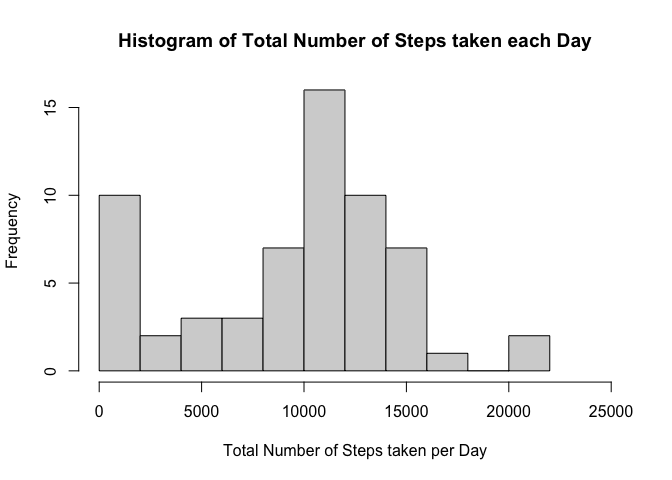 Histogram of Total Number of Steps taken each Day
Frequency
15
10
5
0
0 5000 10000 15000 20000 25000
Total Number of Steps taken per Day